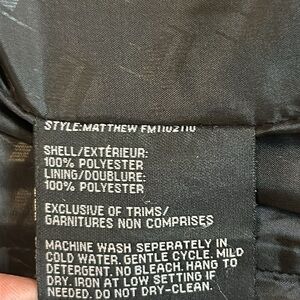 STYLE:MATTHEW FM1102110
SHELL/EXTÉRIEUR:
100% POLYESTER
LINING/DOUBLURE:
100% POLYESTER
EXCLUSIVE OF TRIMS/
GARNITURES NON COMPRISES
MACHINE WASH SEPERATELY IN
COLD WATER. GENTLE CYCLE. MILD
DETERGENT. NO BLEACH. HANG TO
DRY. IRON AT LOW SETTING IF
NEEDED. DO NOT DRY-CLEAN.